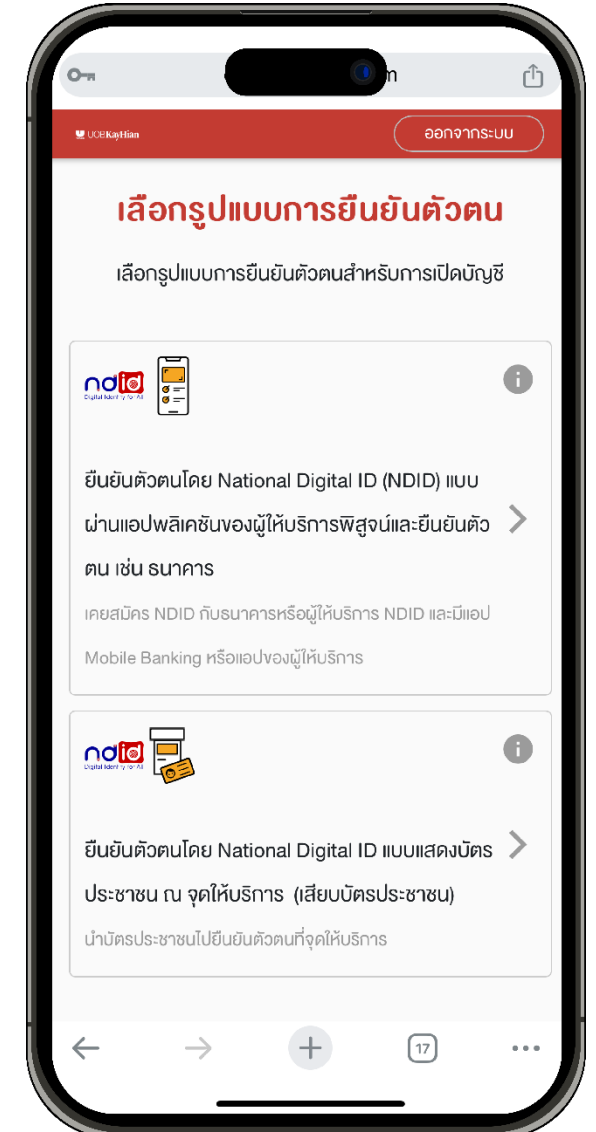 m
UOBKayHian
ออกจากระบบ
เลือกรูปแบบการยืนยันตัวตน
เลือกรูปแบบการยืนยันตัวตนสำหรับการเปิดบัญชี
ndid
Digital Identity for All
ยืนยันตัวตนโดย National Digital ID (NDID) แบบ
ผ่านแอปพลิเคชันของผู้ให้บริการพิสูจน์และยืนยันตัว
ตน เช่น ธนาคาร
เคยสมัคร NDID กับธนาคารหรือผู้ให้บริการ NDID และมีแอป
Mobile Banking หรือแอปของผู้ให้บริการ
ndid
Digital Identity for All
ยืนยันตัวตนโดย National Digital ID แบบแสดงบัตร
ประชาชน ณ จุดให้บริการ (เสียบบัตรประชาชน)
นำบัตรประชาชนไปยืนยันตัวตนที่จุดให้บริการ
17